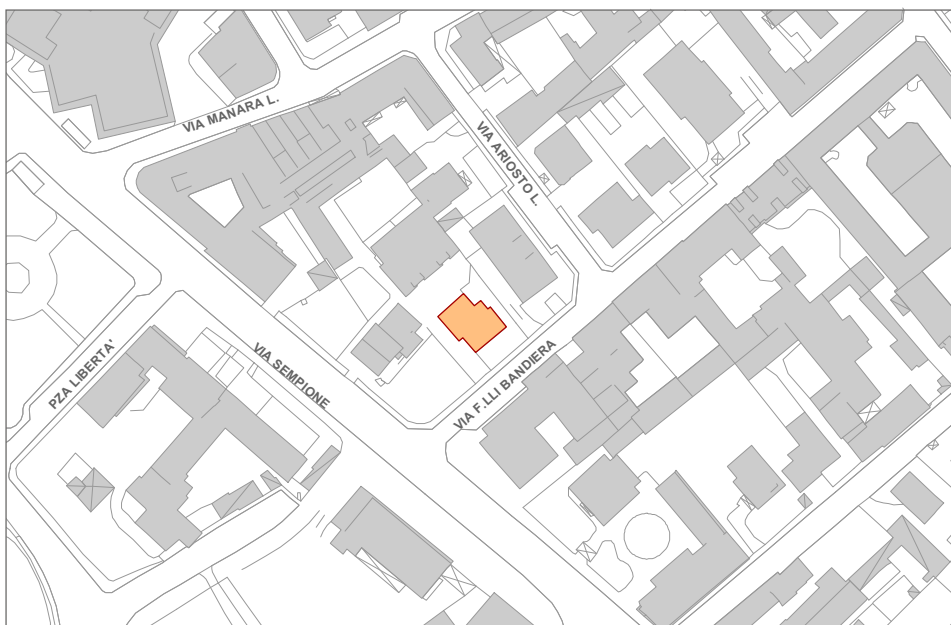 VIA MANARA L.
VIA ARIOSTO L.
PZA LIBERTA'
VIA SEMPIONE
VIA F.LLI BANDIERA